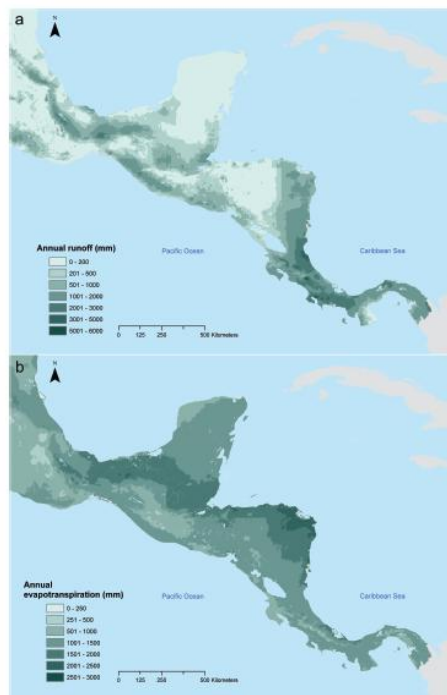 a
N
Annual runoff (mm)
Pacific Ocean
Caribbean Sea
0 - 200
201 - 500
501 - 1000
1001 - 2000
2001 - 3000
3001 - 5000
5001 - 6000
0 125 250 500 Kilometers
b
N
Annual
evapotranspiration (mm)
Pacific Ocean
Caribbean Sea
0 - 250
251 - 500
501 - 1000
1001 - 1500
1501 - 2000
2001 - 2500
2501 - 3000
0 125 250 500 Kilometers